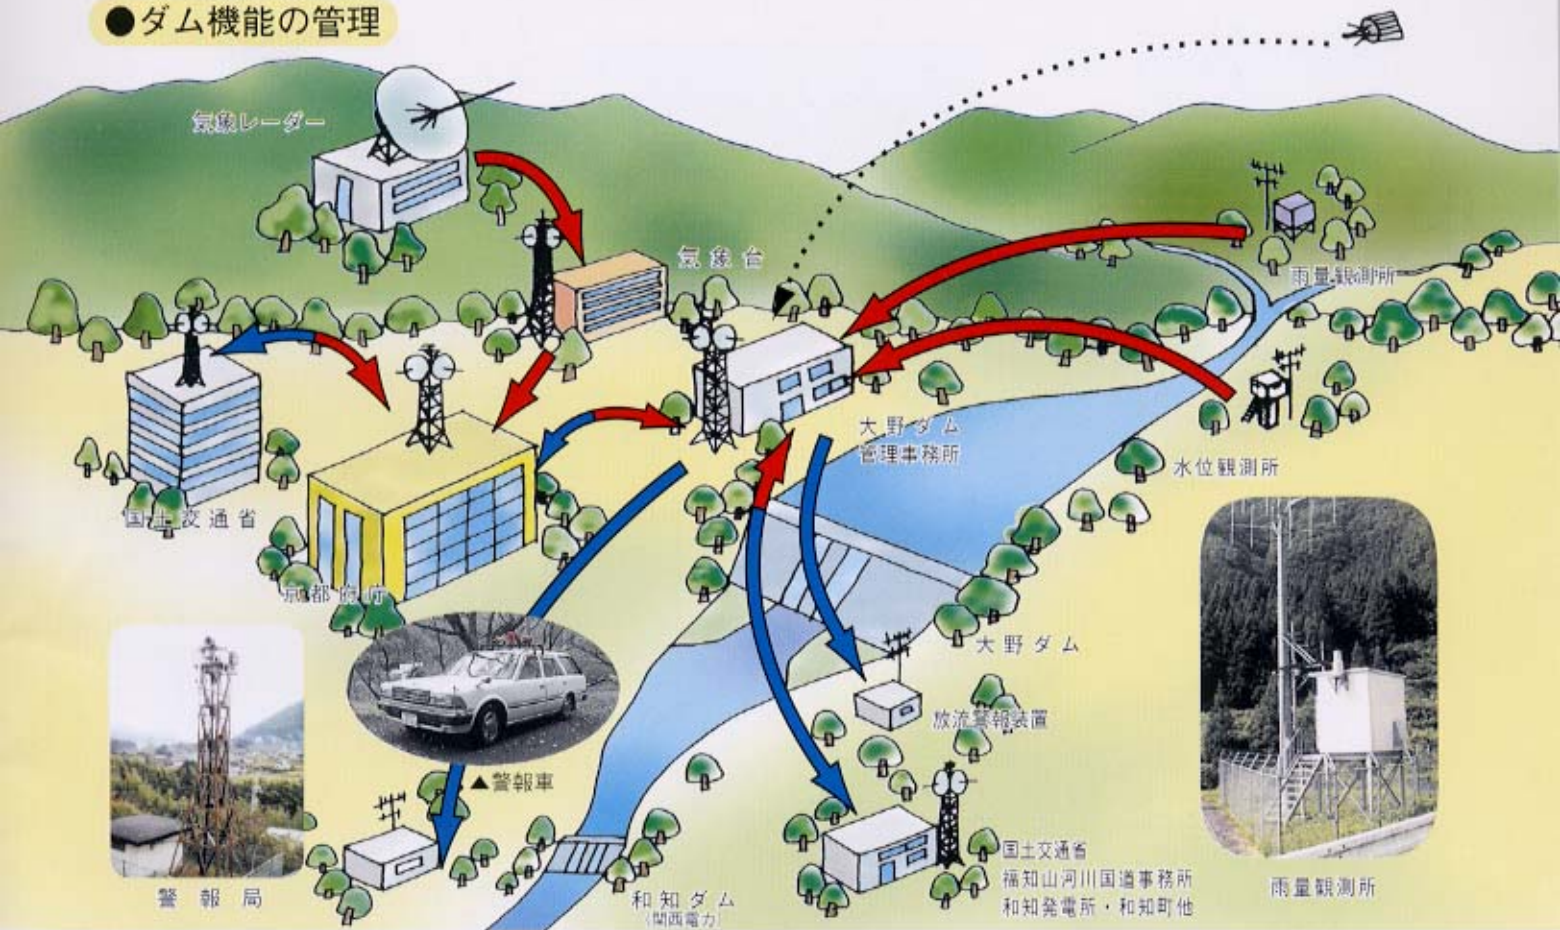 ●ダム機能の管理
気象レーダー
気象台
雨量観測所
大野ダム
管理事務所
水位観測所
国土交通省
京都府庁
大野ダム
放流警報装置
▲警報車
警報局
和知ダム
(関西電力)
国土交通省
福知山河川国道事務所
和知発電所・和知町他
雨量観測所